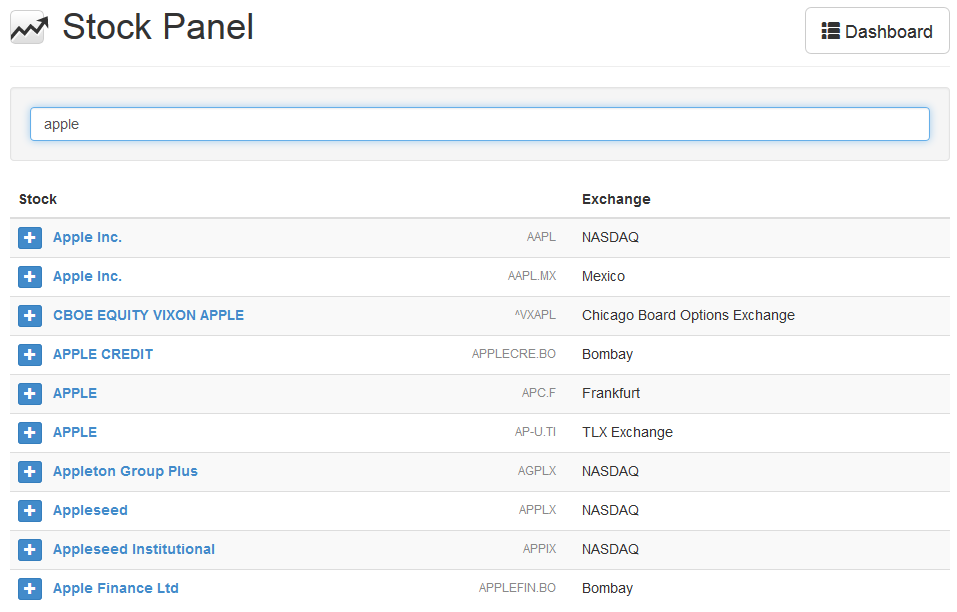 Stock Panel
Dashboard
apple
Stock Exchange
Apple Inc. AAPL NASDAQ
Apple Inc. AAPL.MX Mexico
CBOE EQUITY VIXON APPLE ^VXAPL Chicago Board Options Exchange
APPLE CREDIT APPLECRE.BO Bombay
APPLE APC.F Frankfurt
APPLE AP-U.TI TLX Exchange
Appleton Group Plus AGPLX NASDAQ
Appleseed APPLX NASDAQ
Appleseed Institutional APPIX NASDAQ
Apple Finance Ltd APPLEFIN.BO Bombay